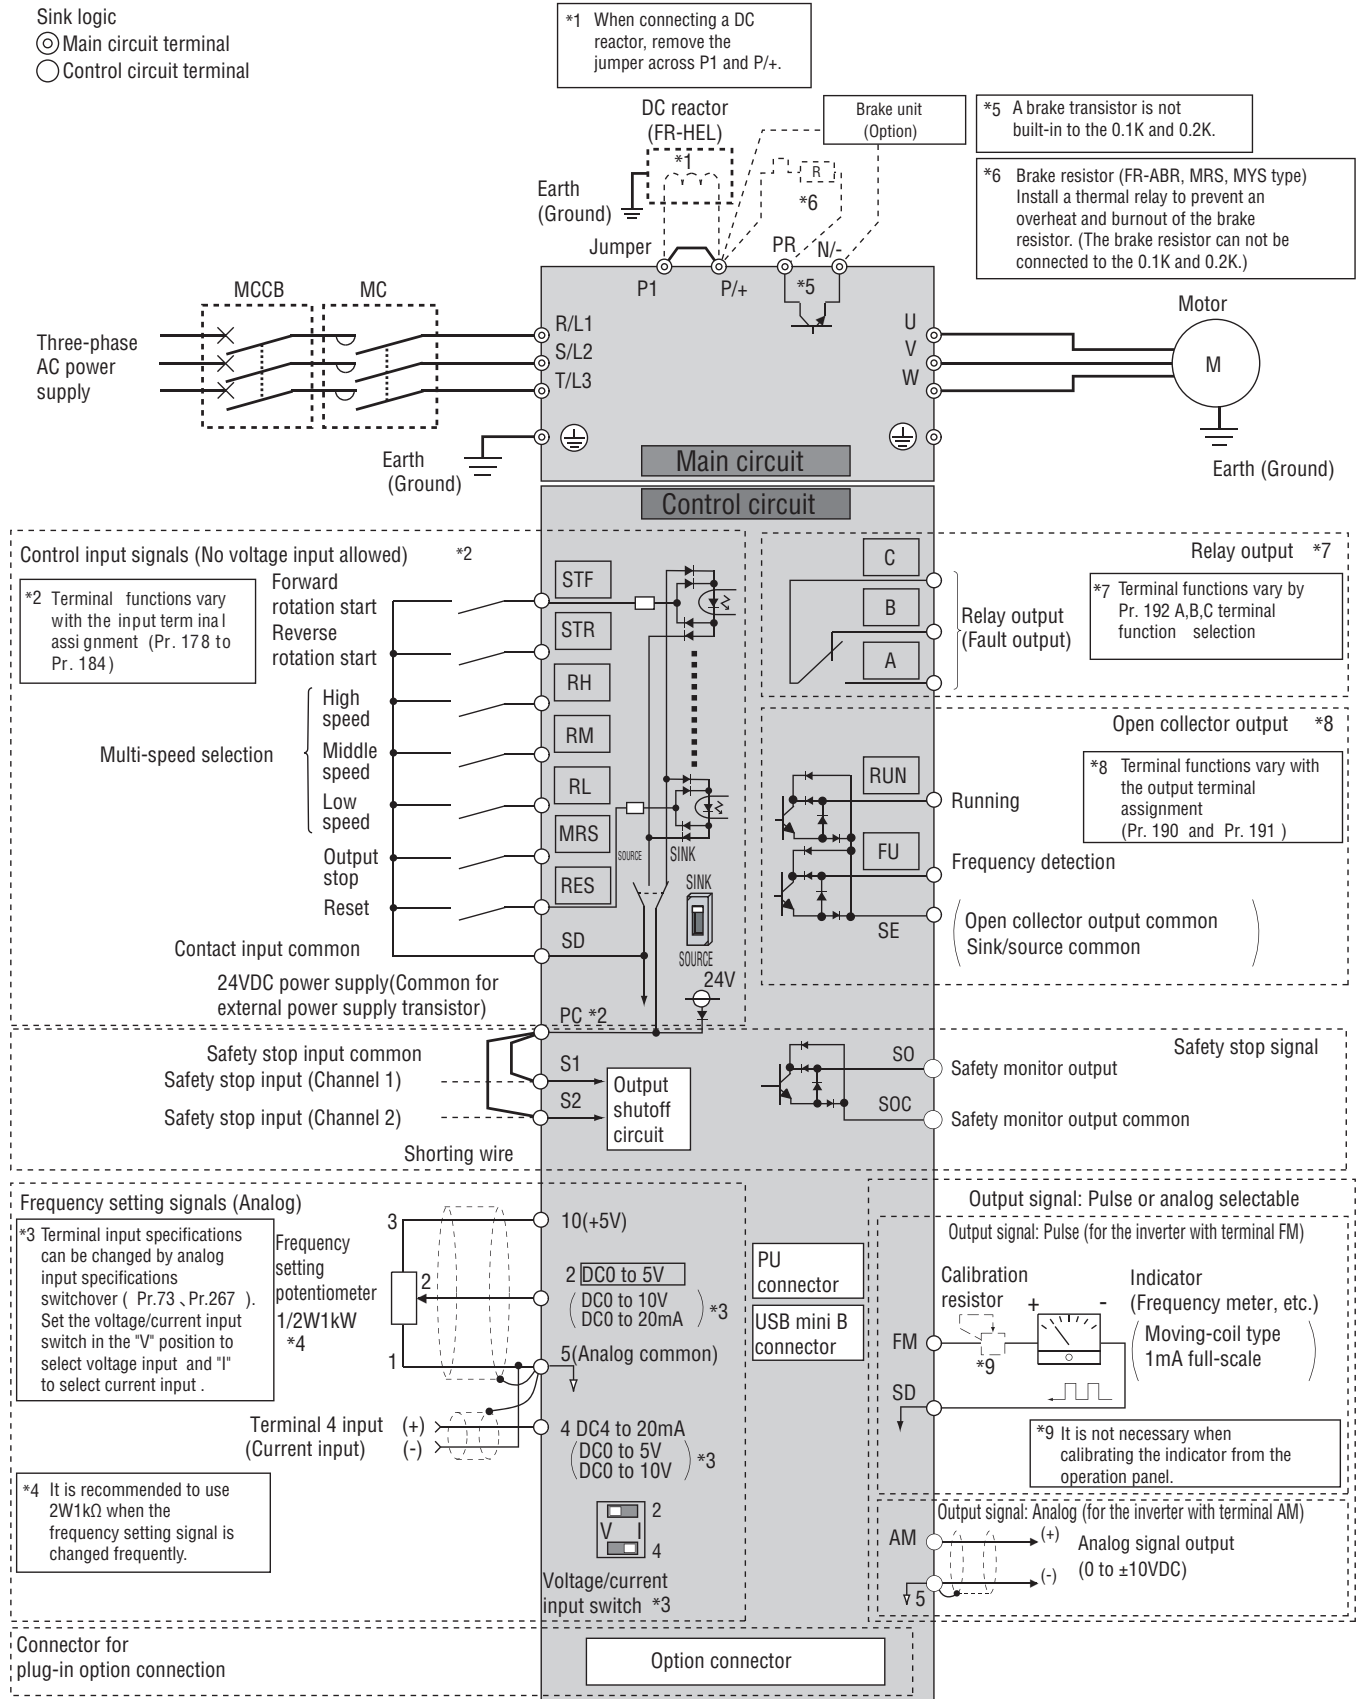 Sink logic
Main circuit terminal
Control circuit terminal
*1 When connecting a DC
reactor, remove the
jumper across P1 and P/+.
DC reactor
(FR-HEL)
*1
Brake unit
(Option)
*5 A brake transistor is not
built-in to the 0.1K and 0.2K.
*6 Brake resistor (FR-ABR, MRS, MYS type)
Install a thermal relay to prevent an
overheat and burnout of the brake
resistor. (The brake resistor can not be
connected to the 0.1K and 0.2K.)
Earth
(Ground)
R
*6
Jumper
PR
N/-
P1
P/+
*5
MCCB
MC
Three-phase
AC power
supply
R/L1
S/L2
T/L3
U
V
W
Motor
M
Earth
(Ground)
Earth (Ground)
Main circuit
Control circuit
Control input signals (No voltage input allowed) *2
*2 Terminal functions vary
with the input term inal
assi gnment (Pr. 178 to
Pr. 184)
Forward
rotation start
Reverse
rotation start
High
speed
Multi-speed selection
Middle
speed
Low
speed
Output
stop
Reset
Contact input common
24VDC power supply(Common for
external power supply transistor)
STF
STR
RH
RM
RL
MRS
RES
SD
PC *2
SOURCE
SINK
SINK
SOURCE
24V
Relay output *7
C
B
A
Relay output
(Fault output)
*7 Terminal functions vary by
Pr. 192 A,B,C terminal
function selection
Open collector output *8
*8 Terminal functions vary with
the output terminal
assignment
(Pr. 190 and Pr. 191 )
RUN
Running
FU
Frequency detection
SE
Open collector output common
Sink/source common
Safety stop input common
Safety stop input (Channel 1)
Safety stop input (Channel 2)
Shorting wire
S1
S2
Output
shutoff
circuit
Safety stop signal
SO
Safety monitor output
SOC
Safety monitor output common
Frequency setting signals (Analog)
*3 Terminal input specifications
can be changed by analog
input specifications
switchover ( Pr.73 、Pr.267 ).
Set the voltage/current input
switch in the "V" position to
select voltage input and "I"
to select current input .
Frequency
setting
potentiometer
1/2W1kW
*4
3
2
1
10(+5V)
2 DC0 to 5V
(DC0 to 10V
DC0 to 20mA) *3
5(Analog common)
Terminal 4 input (+)
(Current input) (-)
4 DC4 to 20mA
(DC0 to 5V
DC0 to 10V) *3
*4 It is recommended to use
2W1kΩ when the
frequency setting signal is
changed frequently.
2
V I
4
Voltage/current
input switch *3
PU
connector
USB mini B
connector
Output signal: Pulse or analog selectable
Output signal: Pulse (for the inverter with terminal FM)
Calibration
resistor
+ -
Indicator
(Frequency meter, etc.)
(Moving-coil type
1mA full-scale)
FM
*9
SD
*9 It is not necessary when
calibrating the indicator from the
operation panel.
Output signal: Analog (for the inverter with terminal AM)
AM
(+)
Analog signal output
(0 to ±10VDC)
(-)
5
Connector for
plug-in option connection
Option connector